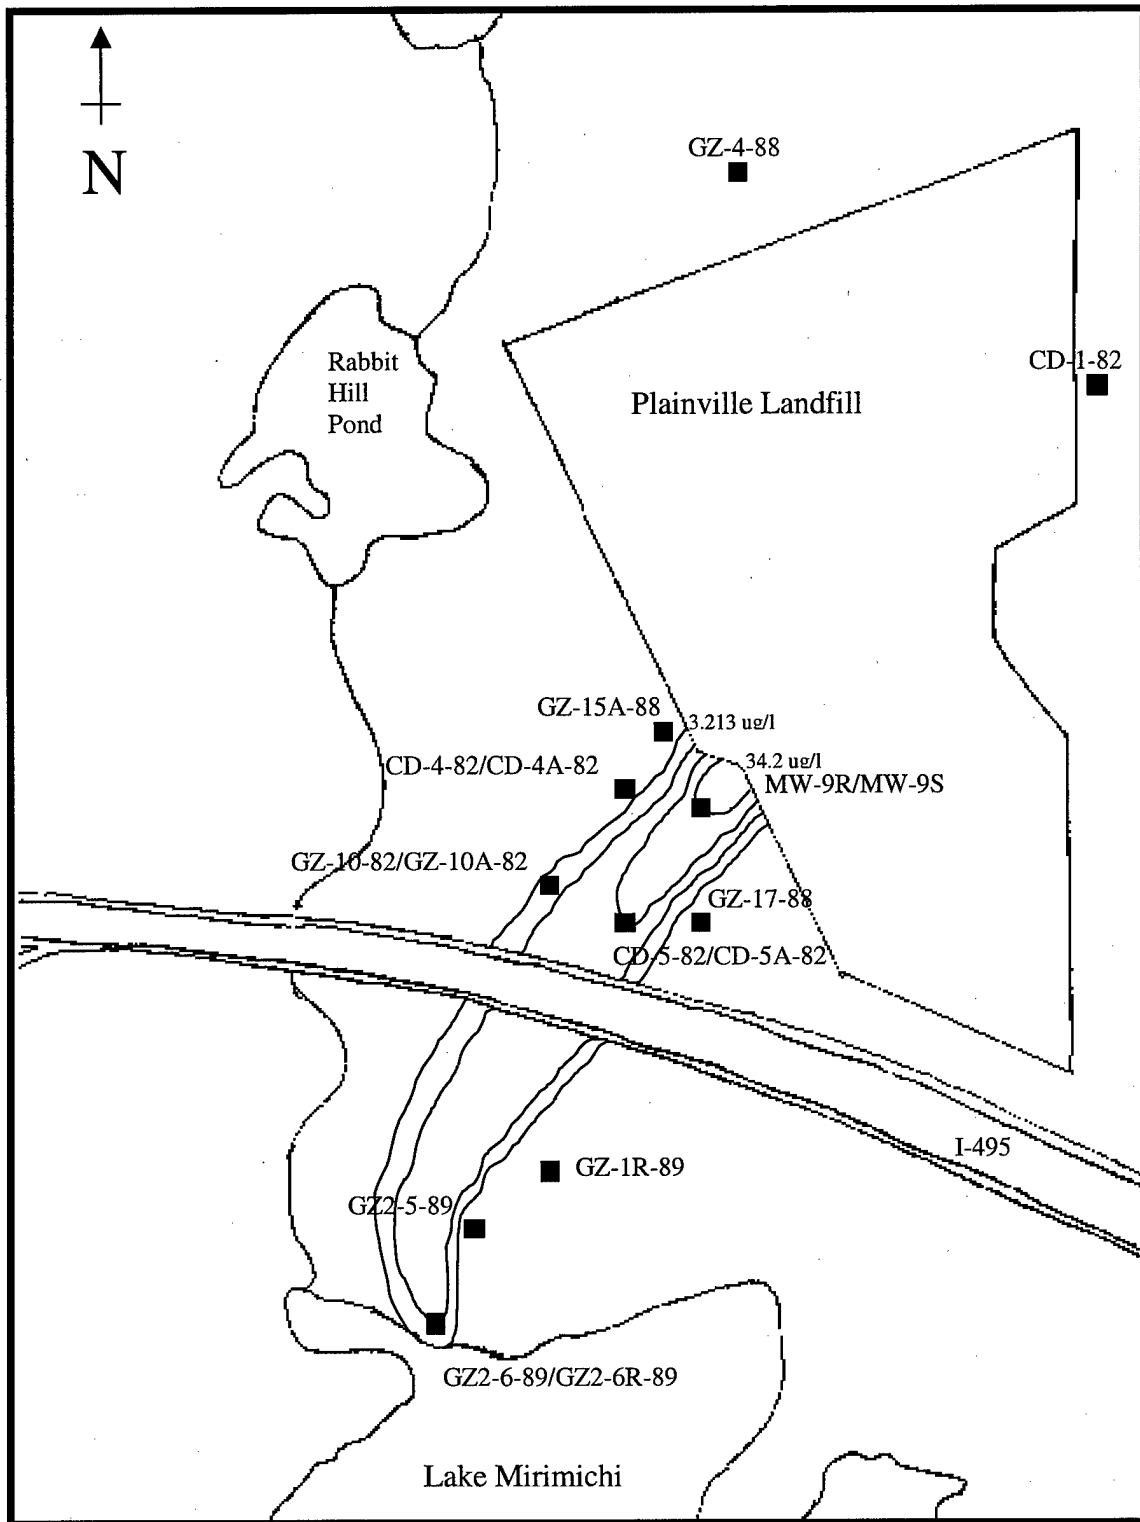 N
GZ-4-88
CD-1-82
Rabbit
Hill
Pond
Plainville Landfill
GZ-15A-88
3.213 ug/l
CD-4-82/CD-4A-82
34.2 ug/l
MW-9R/MW-9S
GZ-10-82/GZ-10A-82
GZ-17-88
CD-5-82/CD-5A-82
I-495
GZ-1R-89
GZ2-5-89
GZ2-6-89/GZ2-6R-89
Lake Mirimichi